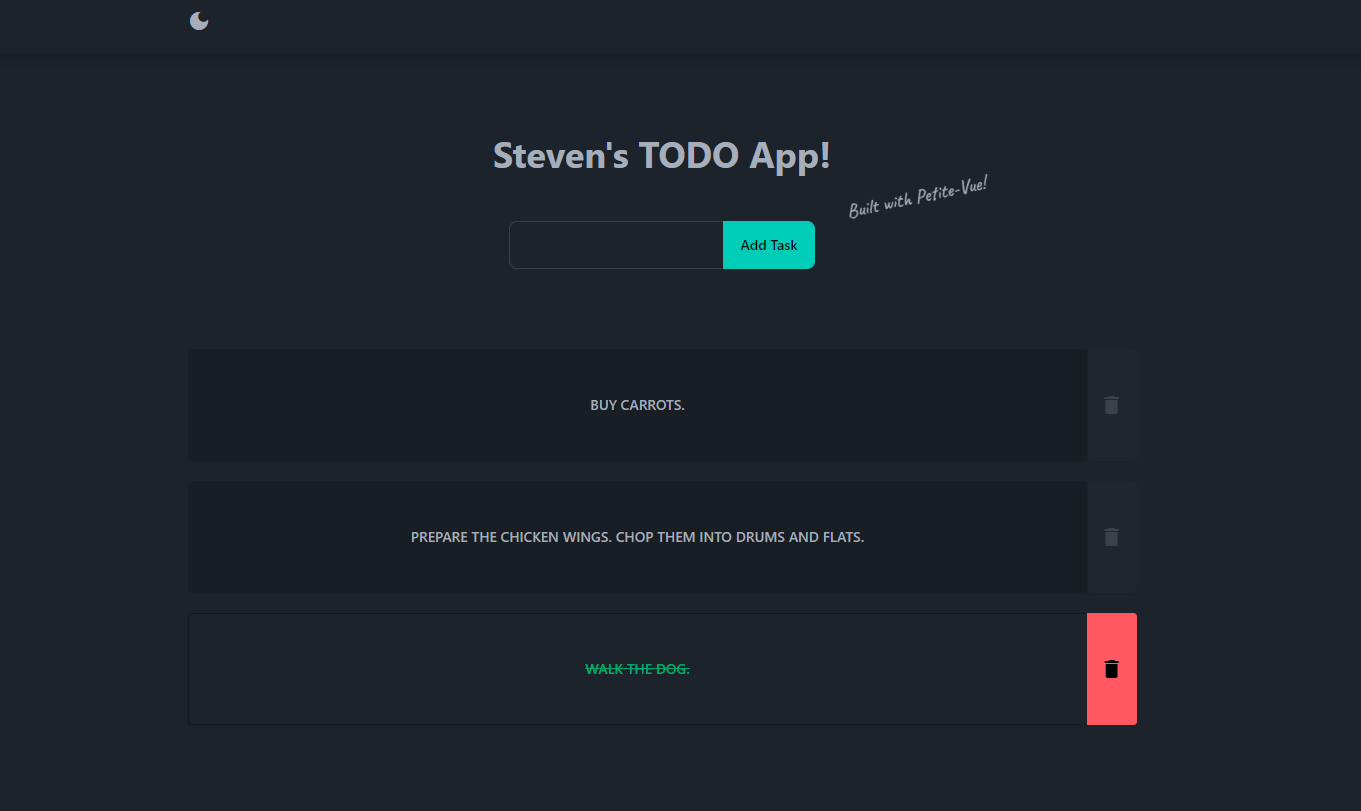 Steven's TODO App!
Built with Petite-Vue!
Add Task
BUY CARROTS.
PREPARE THE CHICKEN WINGS. CHOP THEM INTO DRUMS AND FLATS.
WALK THE DOG.